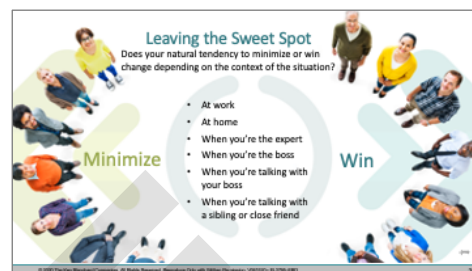 Leaving the Sweet Spot
Does your natural tendency to minimize or win
change depending on the context of the situation?
Minimize
• At work
• At home
• When you're the expert
• When you're the boss
• When you're talking with
your boss
• When you're talking with
a sibling or close friend
Win